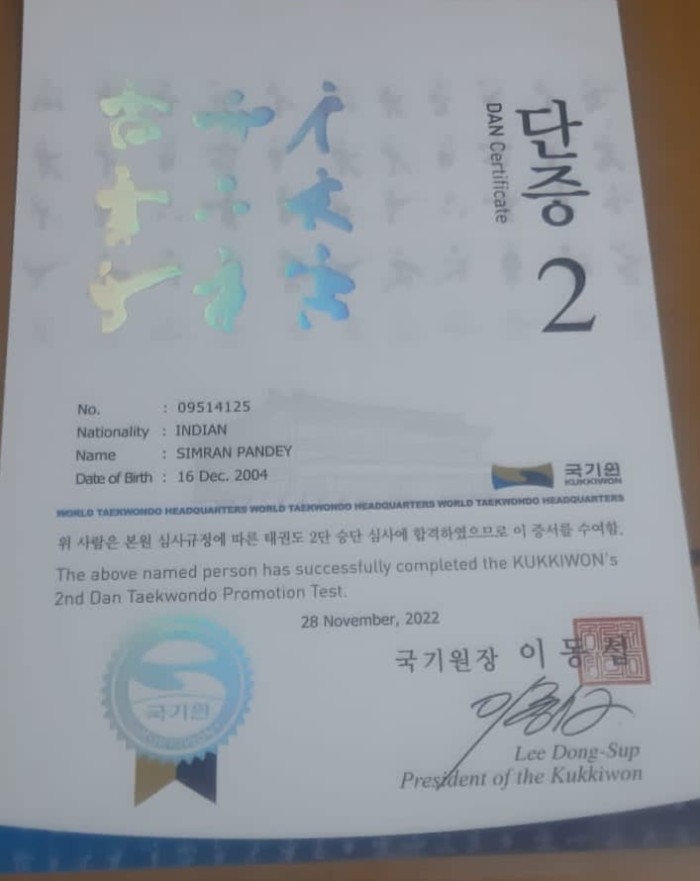 단증
DAN Certificate
2
No. : 09514125
Nationality : INDIAN
Name : SIMRAN PANDEY
Date of Birth : 16 Dec. 2004
국기원
KUKKIWON
WORLD TAEKWONDO HEADQUARTERS WORLD TAEKWONDO HEADQUARTERS WORLD TAEKWONDO HEADQUARTERS
위 사람은 본원 심사규정에 따른 태권도 2단 승단 심사에 합격하였으므로 이 증서를 수여함.
The above named person has successfully completed the KUKKIWON's
2nd Dan Taekwondo Promotion Test.
28 November, 2022
국기원장 이 동 섭
Lee Dong-Sup
President of the Kukkiwon
국기원
KUKKIWON